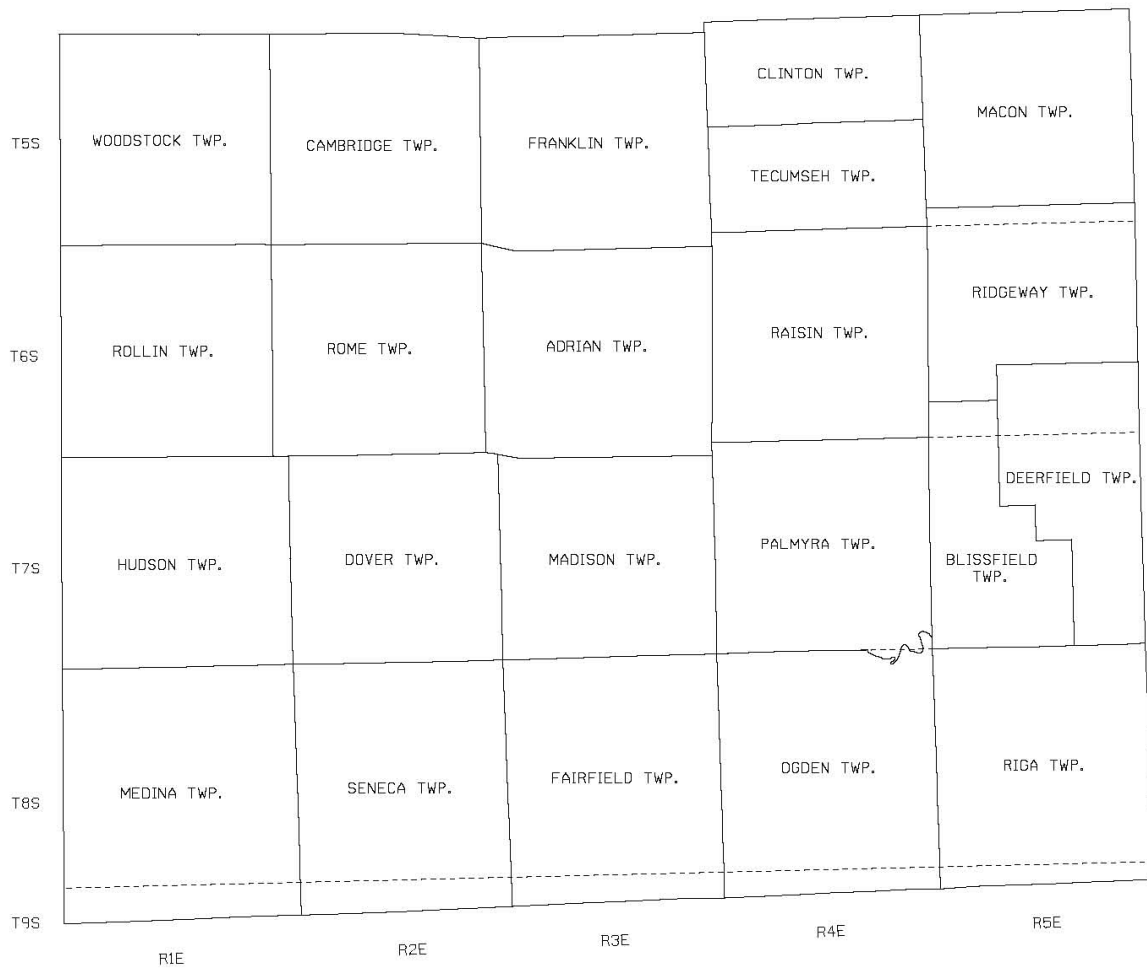 CLINTON TWP.
MACON TWP.
T5S
WOODSTOCK TWP.
CAMBRIDGE TWP.
FRANKLIN TWP.
TECUMSEH TWP.
RIDGEWAY TWP.
T6S
ROLLIN TWP.
ROME TWP.
ADRIAN TWP.
RAISIN TWP.
DEERFIELD TWP.
T7S
HUDSON TWP.
DOVER TWP.
MADISON TWP.
PALMYRA TWP.
BLISSFIELD
TWP.
T8S
MEDINA TWP.
SENECA TWP.
FAIRFIELD TWP.
OGDEN TWP.
RIGA TWP.
T9S
R1E
R2E
R3E
R4E
R5E